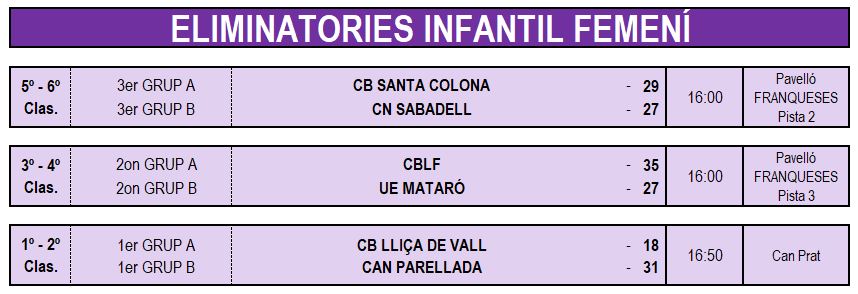 ELIMINATORIES INFANTIL FEMENÍ
5º - 6º Clas.
3er GRUP A CB SANTA COLONA - 29
3er GRUP B CN SABADELL - 27
16:00
Pavelló
FRANQUESES
Pista 2
3º - 4º Clas.
2on GRUP A CBLF - 35
2on GRUP B UE MATARÓ - 27
16:00
Pavelló
FRANQUESES
Pista 3
1º - 2º Clas.
1er GRUP A CB LLIÇA DE VALL - 18
1er GRUP B CAN PARELLADA - 31
16:50
Can Prat